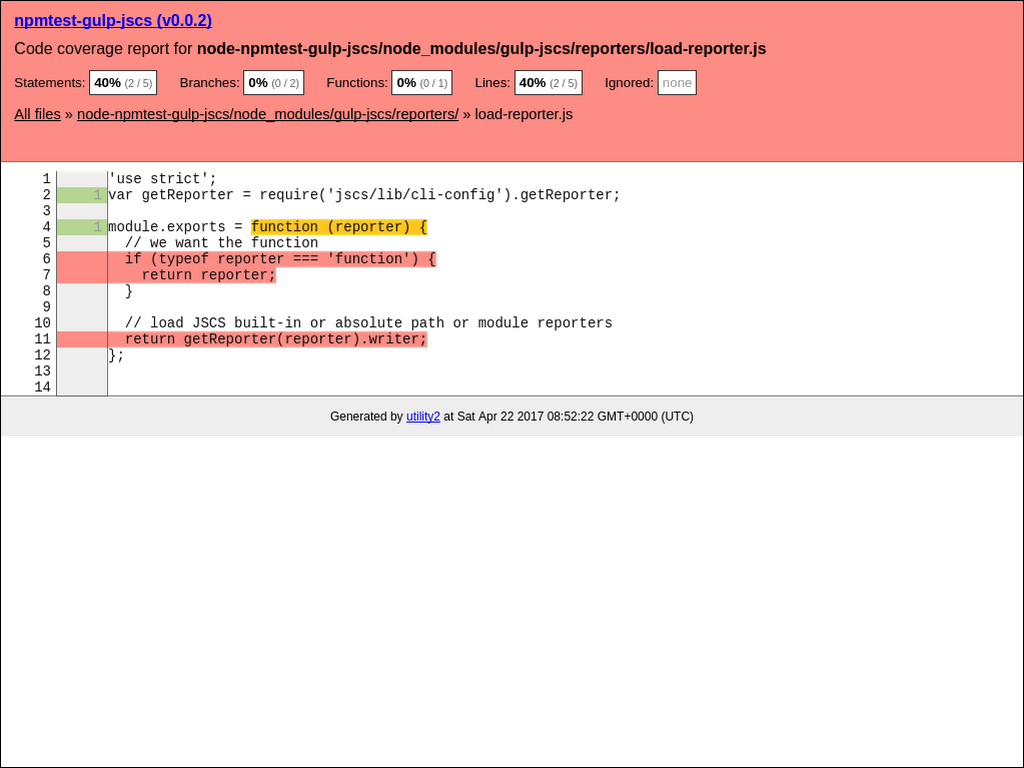 npmtest-gulp-jscs (v0.0.2)
Code coverage report for node-npmtest-gulp-jscs/node_modules/gulp-jscs/reporters/load-reporter.js
Statements: 40% (2 / 5) Branches: 0% (0 / 2) Functions: 0% (0 / 1) Lines: 40% (2 / 5) Ignored: none
All files » node-npmtest-gulp-jscs/node_modules/gulp-jscs/reporters/ » load-reporter.js
1 'use strict';
2 1 var getReporter = require('jscs/lib/cli-config').getReporter;
3
4 1 module.exports = function (reporter) {
5 // we want the function
6 if (typeof reporter === 'function') {
7 return reporter;
8 }
9
10 // load JSCS built-in or absolute path or module reporters
11 return getReporter(reporter).writer;
12 };
13
14
Generated by utility2 at Sat Apr 22 2017 08:52:22 GMT+0000 (UTC)